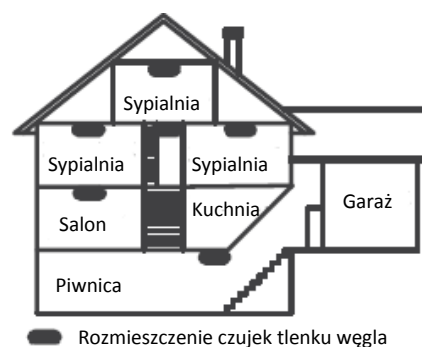 Sypialnia
Sypialnia
Sypialnia
Salon
Kuchnia
Garaż
Piwnica
Rozmieszczenie czujek tlenku węgla